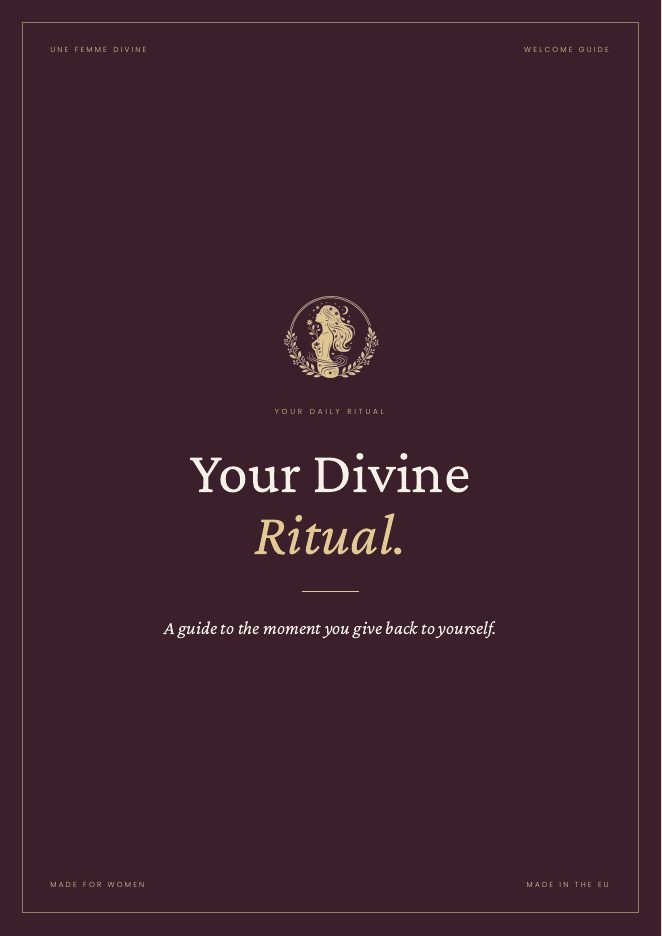 UNE FEMME DIVINE
WELCOME GUIDE
YOUR DAILY RITUAL
Your Divine
Ritual.
A guide to the moment you give back to yourself.
MADE FOR WOMEN
MADE IN THE EU